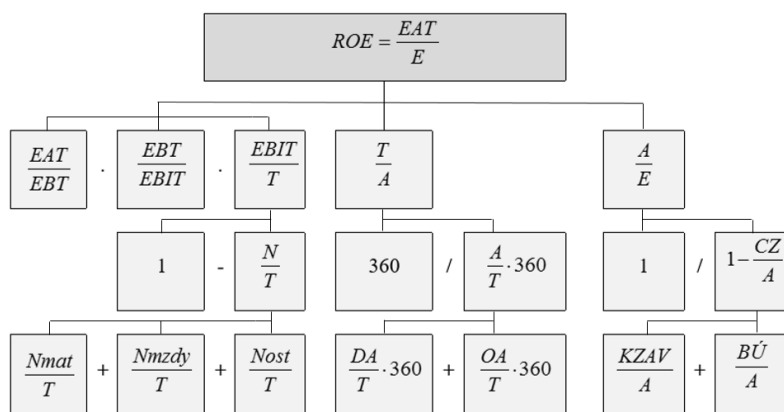 ROE = EAT / E
EAT / EBT · EBT / EBIT · EBIT / T T / A A / E
1 - N / T 360 / A / T · 360 1 / 1 − CZ / A
Nmat / T + Nmzdy / T + Nost / T DA / T · 360 + OA / T · 360 KZAV / A + BÚ / A